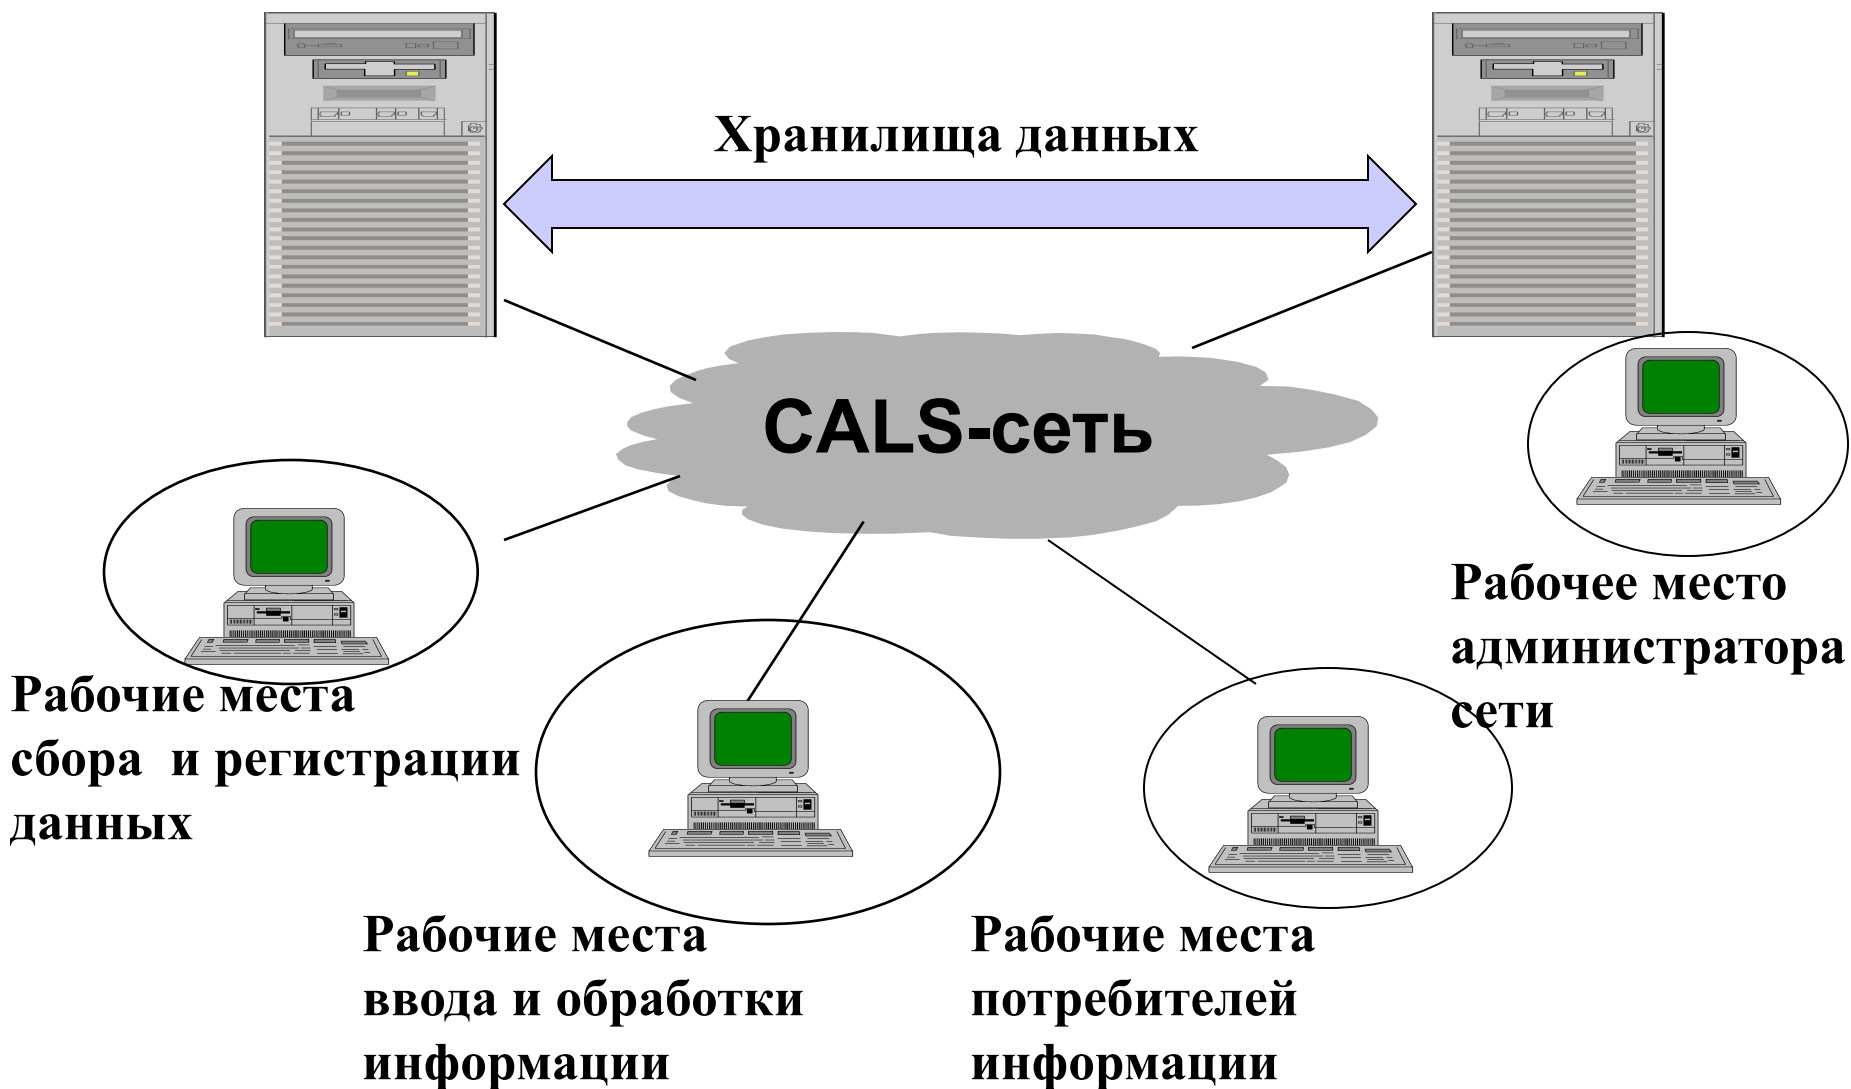 Хранилища данных
CALS-сеть
Рабочее место
администратора
сети
Рабочие места
сбора  и регистрации
данных
Рабочие места
ввода и обработки
информации
Рабочие места
потребителей
информации